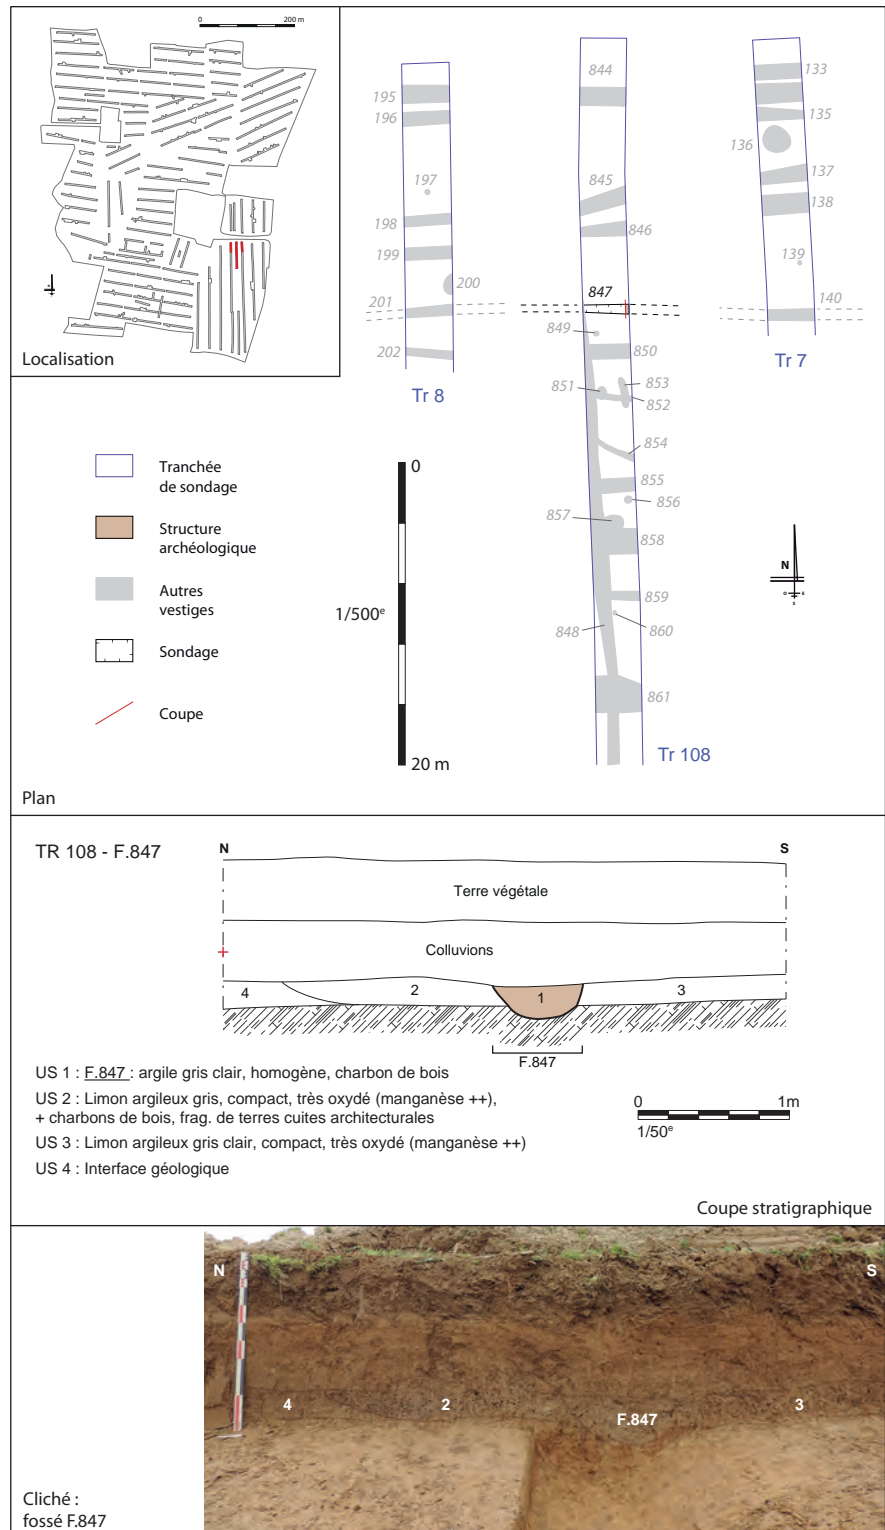 0 200 m
Localisation
195
196
197
198
199
200
201
202
Tr 8
844
845
846
847
849
850
851
853
852
854
855
856
857
858
859
860
848
861
Tr 108
133
135
136
137
138
139
140
Tr 7
Tranchée
de sondage
Structure
archéologique
Autres
vestiges
Sondage
Coupe
0
1/500e
20 m
N
O E
S
Plan
TR 108 - F.847
N S
Terre végétale
Colluvions
4 2 1 3
F.847
US 1 : F.847 : argile gris clair, homogène, charbon de bois
US 2 : Limon argileux gris, compact, très oxydé (manganèse ++),
+ charbons de bois, frag. de terres cuites architecturales
US 3 : Limon argileux gris clair, compact, très oxydé (manganèse ++)
US 4 : Interface géologique
0 1m
1/50e
Coupe stratigraphique
N S
4 2 F.847 3
Cliché :
fossé F.847